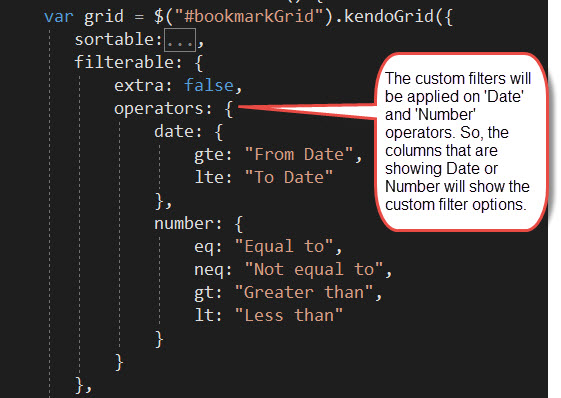 var grid = $("#bookmarkGrid").kendoGrid({
sortable:...,
filterable: {
extra: false,
operators: {
date: {
gte: "From Date",
lte: "To Date"
},
number: {
eq: "Equal to",
neq: "Not equal to",
gt: "Greater than",
lt: "Less than"
}
}
},
The custom filters will
be applied on 'Date'
and 'Number'
operators. So, the
columns that are
showing Date or
Number will show the
custom filter options.